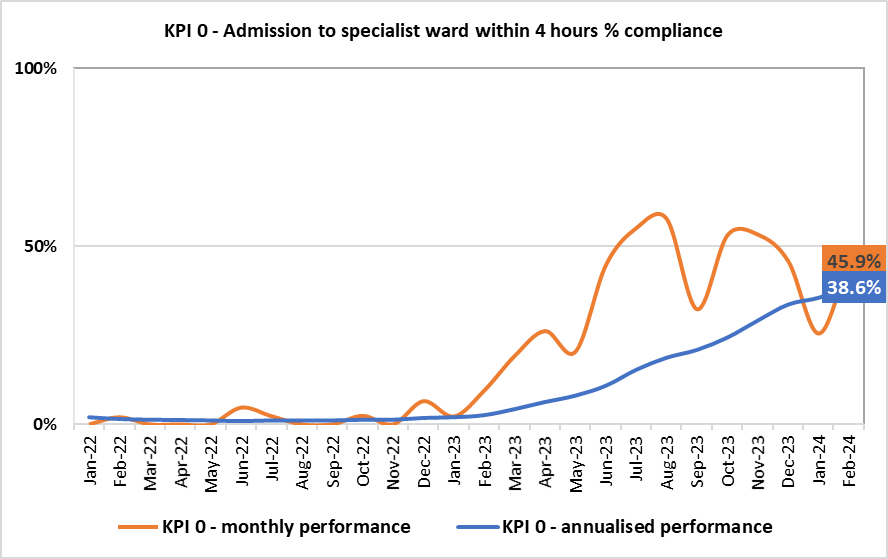 KPI 0 - Admission to specialist ward within 4 hours % compliance
100%
50%
0%
45.9%
38.6%
Jan-22
Feb-22
Mar-22
Apr-22
May-22
Jun-22
Jul-22
Aug-22
Sep-22
Oct-22
Nov-22
Dec-22
Jan-23
Feb-23
Mar-23
Apr-23
May-23
Jun-23
Jul-23
Aug-23
Sep-23
Oct-23
Nov-23
Dec-23
Jan-24
Feb-24
KPI 0 - monthly performance
KPI 0 - annualised performance